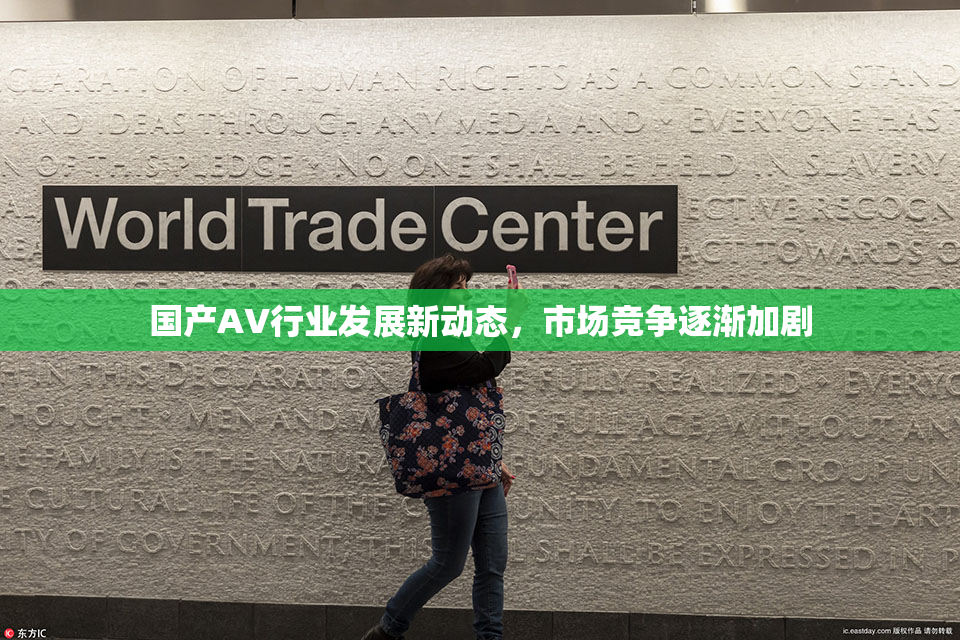 CLARATION OF HUMAN RIGHTS AS A COMMON STAND
AND IDEAS THROUGH ANY MEDIA AND EVERYONE HAS T
OF THIS PLEDGE NO ONE SHALL BE HELD IN SLAVERY
World Trade Center
ECTIVE RECOGN
ACT TOWARDS O
国产AV行业发展新动态，市场竞争逐渐加剧
IN THIS DECLARATION FULLY REALIZED EVERYO
THOUGHT MEN AND OF FULL AGE, WITHO
FAMILY IS THE NATURA FUNDAMENTAL GROUP
CULTURAL LIFE OF THE UNITY, TO ENJOY THE ART
TY OF GOVERNMENT; THIS SHALL BE EXPRESSED IN P
东方IC
ic.eastday.com 版权作品 请勿转载